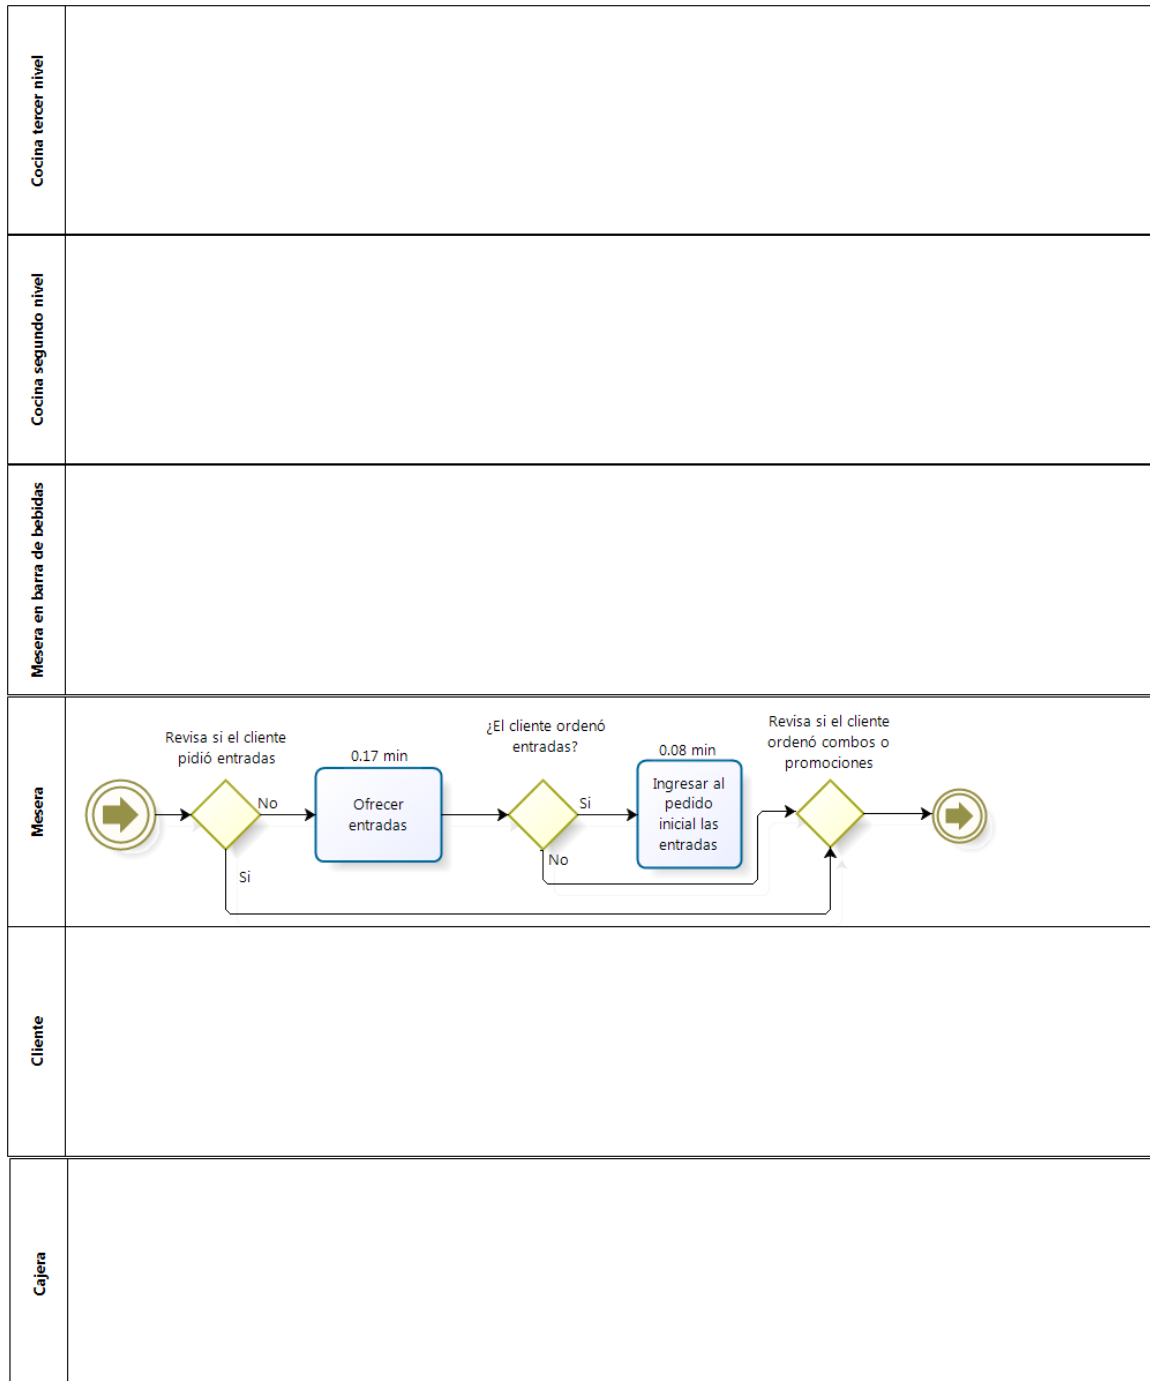 Cocina tercer nivel
Cocina segundo nivel
Mesera en barra de bebidas
Mesera
Revisa si el cliente
pidió entradas
No
Si
0.17 min
Ofrecer
entradas
¿El cliente ordenó
entradas?
Si
No
0.08 min
Ingresar al
pedido
inicial las
entradas
Revisa si el cliente
ordenó combos o
promociones
Cliente
Cajera